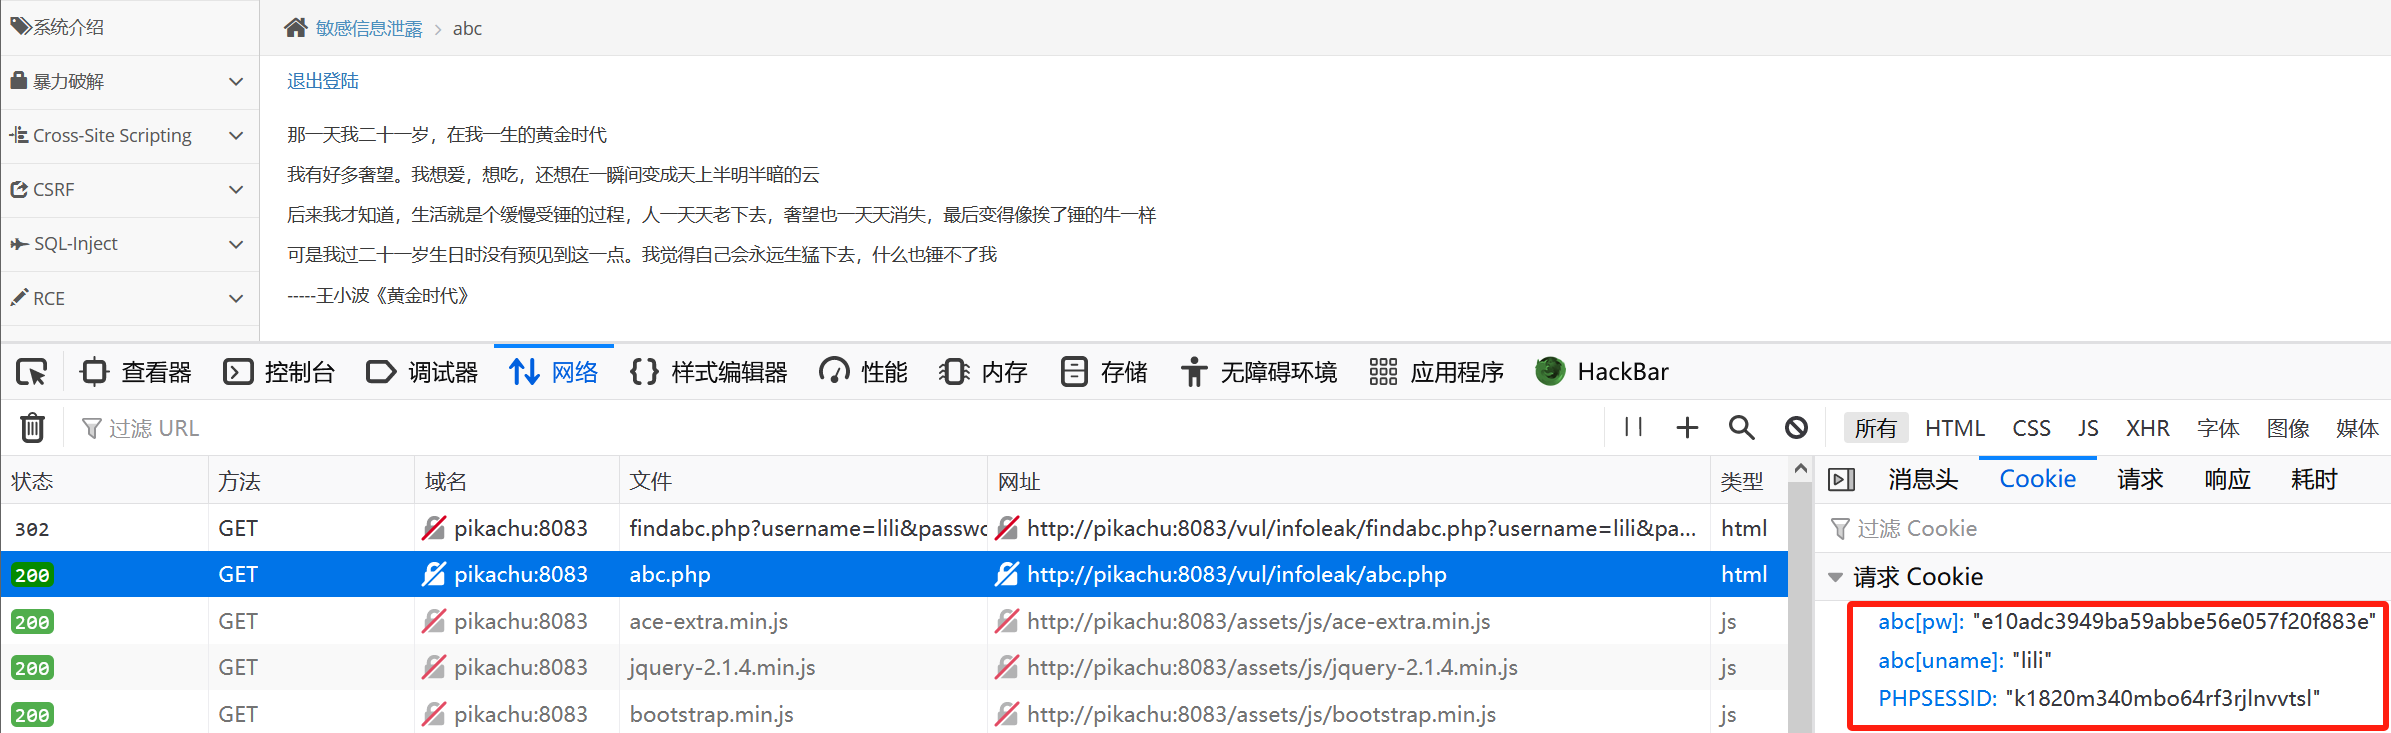 系统介绍
暴力破解
Cross-Site Scripting
CSRF
SQL-Inject
RCE
敏感信息泄露 > abc
退出登陆
那一天我二十一岁，在我一生的黄金时代
我有好多奢望。我想爱，想吃，还想在一瞬间变成天上半明半暗的云
后来我才知道，生活就是个缓慢受锤的过程，人一天天老下去，奢望也一天天消失，最后变得像挨了锤的牛一样
可是我过二十一岁生日时没有预见到这一点。我觉得自己会永远生猛下去，什么也锤不了我
-----王小波《黄金时代》
查看器 控制台 调试器 网络 样式编辑器 性能 内存 存储 无障碍环境 应用程序 HackBar
过滤 URL
所有 HTML CSS JS XHR 字体 图像 媒体
状态 方法 域名 文件 网址 类型
302 GET pikachu:8083 findabc.php?username=lili&passwo http://pikachu:8083/vul/infoleak/findabc.php?username=lili&pa... html
200 GET pikachu:8083 abc.php http://pikachu:8083/vul/infoleak/abc.php html
200 GET pikachu:8083 ace-extra.min.js http://pikachu:8083/assets/js/ace-extra.min.js js
200 GET pikachu:8083 jquery-2.1.4.min.js http://pikachu:8083/assets/js/jquery-2.1.4.min.js js
200 GET pikachu:8083 bootstrap.min.js http://pikachu:8083/assets/js/bootstrap.min.js js
消息头 Cookie 请求 响应 耗时
过滤 Cookie
请求 Cookie
abc[pw]: "e10adc3949ba59abbe56e057f20f883e"
abc[uname]: "lili"
PHPSESSID: "k1820m340mbo64rf3rjlnvvtsl"